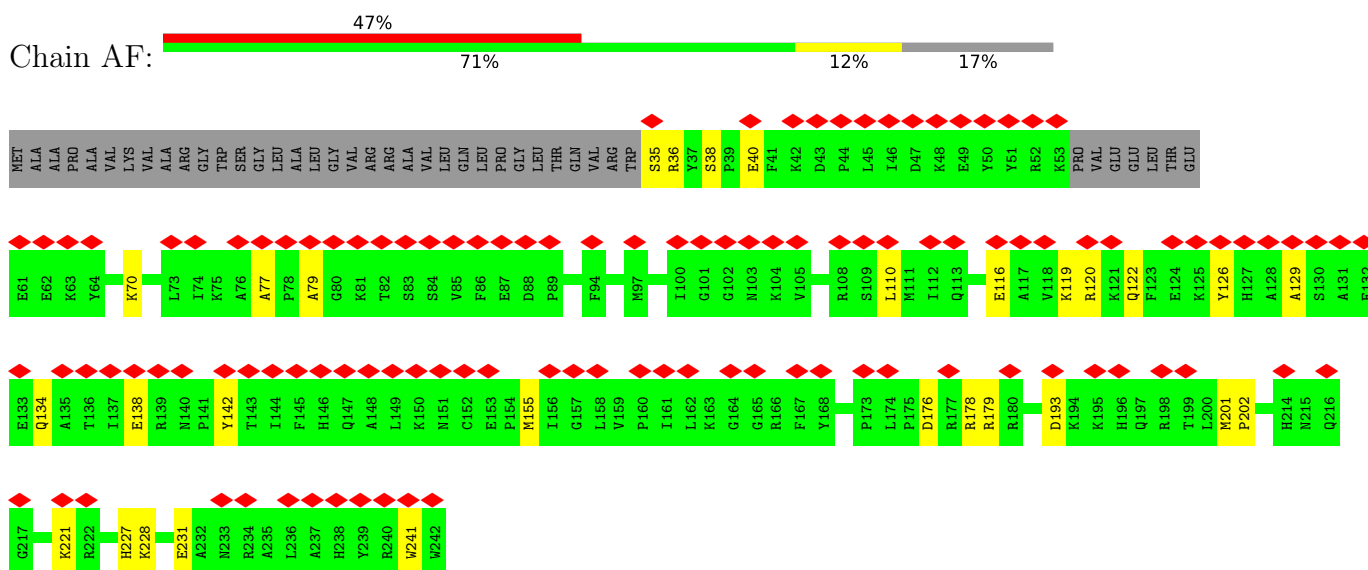 47%
Chain AF:
71% 12% 17%
MET ALA ALA PRO ALA VAL LYS VAL ALA ARG GLY TRP SER GLY LEU ALA LEU GLY VAL ARG ARG ALA VAL LEU GLN LEU PRO GLY LEU THR GLN VAL ARG TRP S35 R36 Y37 S38 P39 E40 F41 K42 D43 P44 L45 I46 D47 K48 E49 Y50 Y51 R52 K53 PRO VAL GLU GLU LEU THR GLU
E61 E62 K63 Y64 K70 L73 I74 K75 A76 A77 P78 A79 G80 K81 T82 S83 S84 V85 F86 E87 D88 P89 F94 M97 I100 G101 G102 N103 K104 V105 R108 S109 L110 M111 I112 Q113 E116 A117 V118 K119 R120 K121 Q122 F123 E124 K125 Y126 H127 A128 A129 S130 A131
E133 Q134 A135 T136 I137 E138 R139 N140 P141 Y142 T143 I144 F145 H146 Q147 A148 L149 K150 N151 C152 E153 P154 M155 I156 G157 L158 V159 P160 I161 L162 K163 G164 G165 R166 F167 Y168 P173 L174 P175 D176 R177 R178 R179 R180 D193 K194 K195 H196 Q197 R198 T199 L200 M201 P202 H214 N215 Q216
G217 K221 R222 H227 K228 E231 A232 N233 R234 A235 L236 A237 H238 Y239 R240 W241 W242